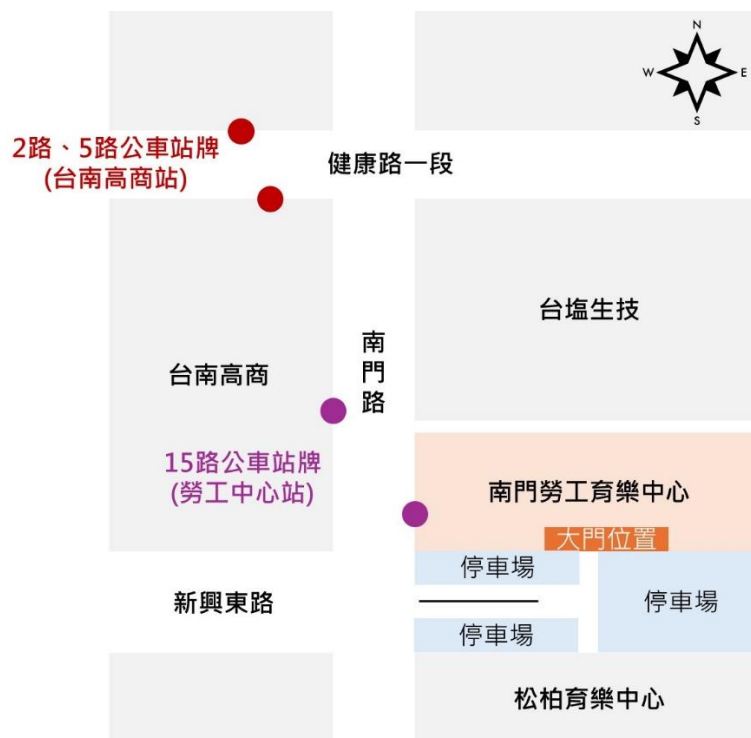 N
W
E
S
2路、5路公車站牌
(台南高商站)
健康路一段
台塩生技
南門路
台南高商
15路公車站牌
(勞工中心站)
南門勞工育樂中心
大門位置
停車場
新興東路
停車場
停車場
松柏育樂中心